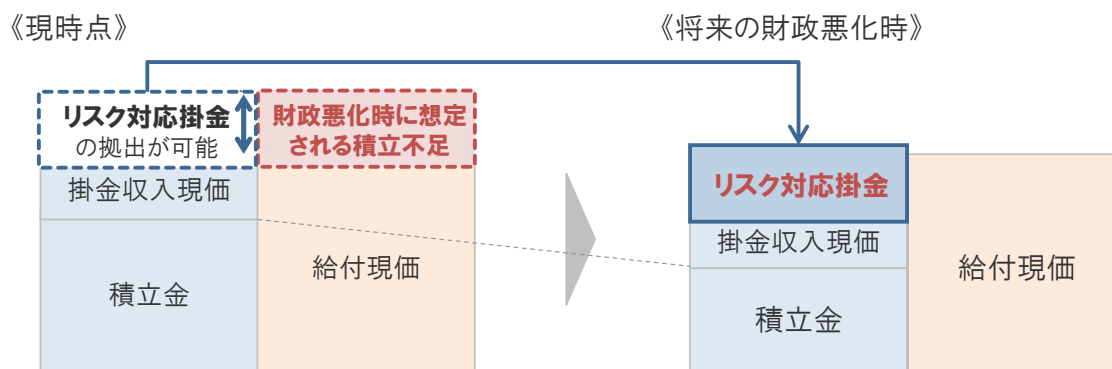 《現時点》
《将来の財政悪化時》
リスク対応掛金
の拠出が可能
財政悪化時に想定
される積立不足
掛金収入現価
積立金
給付現価
リスク対応掛金
掛金収入現価
積立金
給付現価